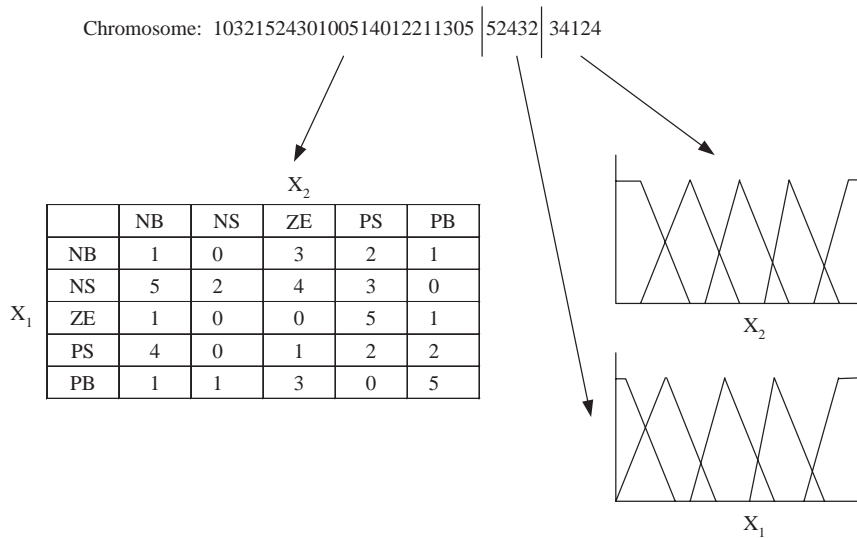 Chromosome: 1032152430100514012211305 52432 34124
X2
NB NS ZE PS PB
NB 1 0 3 2 1
NS 5 2 4 3 0
X1 ZE 1 0 0 5 1
PS 4 0 1 2 2
PB 1 1 3 0 5
X2
X1